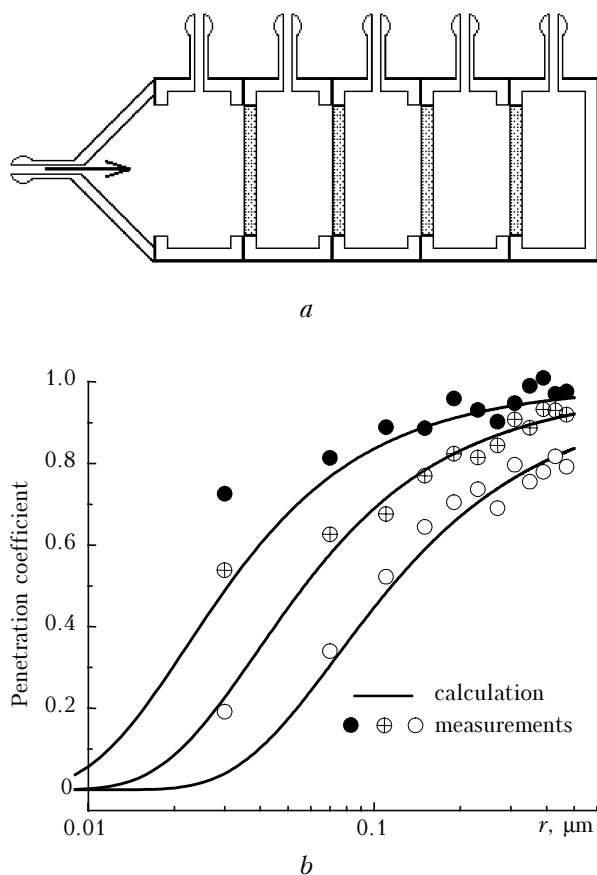 a
1.0
0.8
0.6
0.4
0.2
0
Penetration coefficient
calculation
measurements
0.01
0.1
r, μm
b